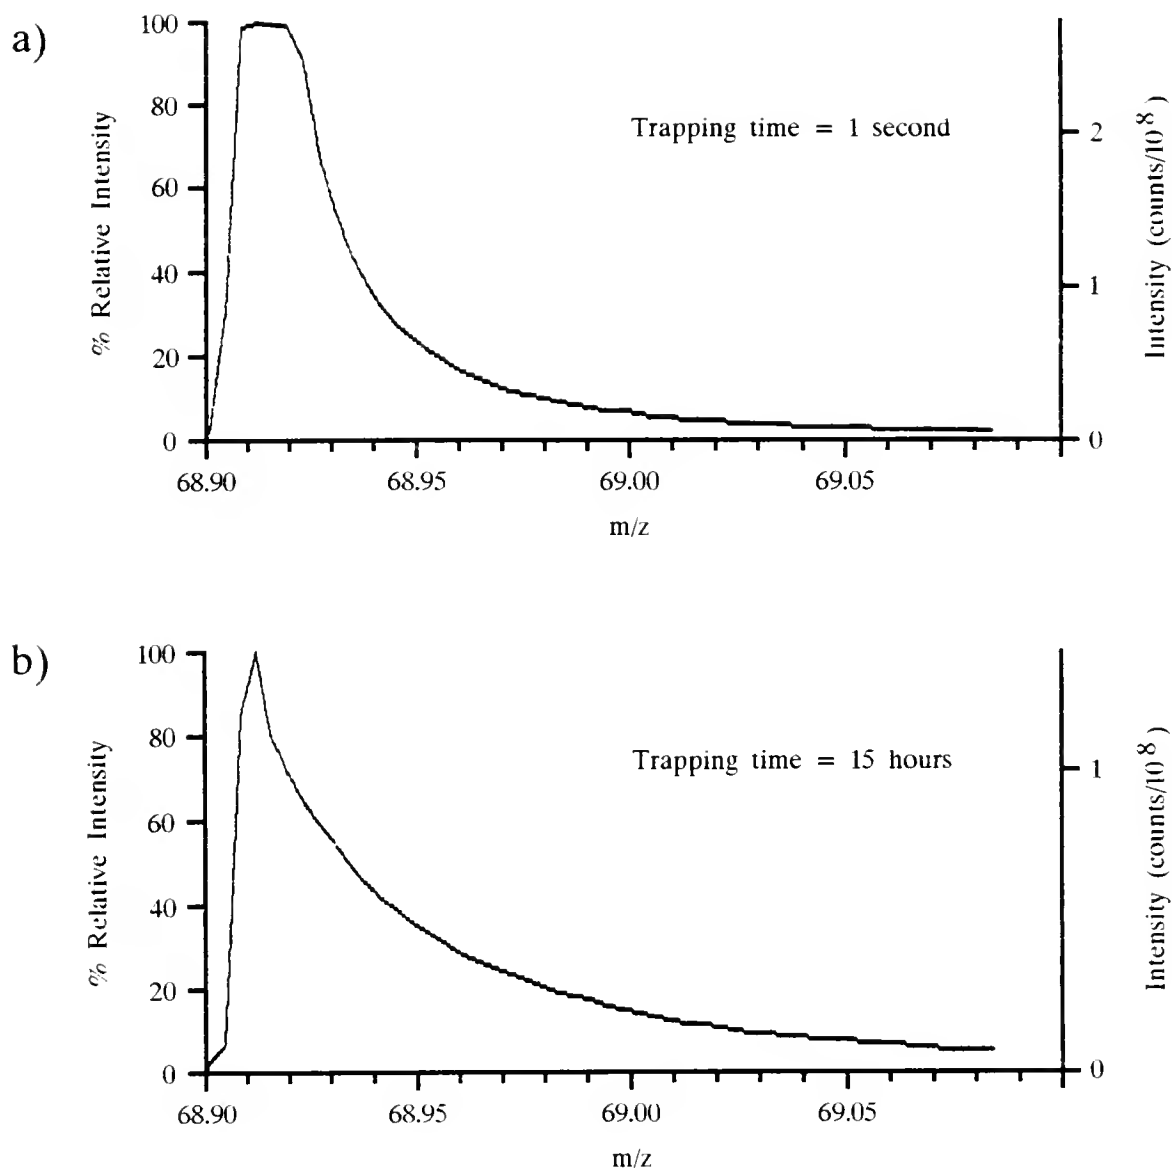 a)
100
80
60
40
20
0
% Relative Intensity
Trapping time = 1 second
2
1
0
Intensity (counts/10^8)
68.90 68.95 69.00 69.05
m/z
b)
100
80
60
40
20
0
% Relative Intensity
Trapping time = 15 hours
1
0
Intensity (counts/10^8)
68.90 68.95 69.00 69.05
m/z